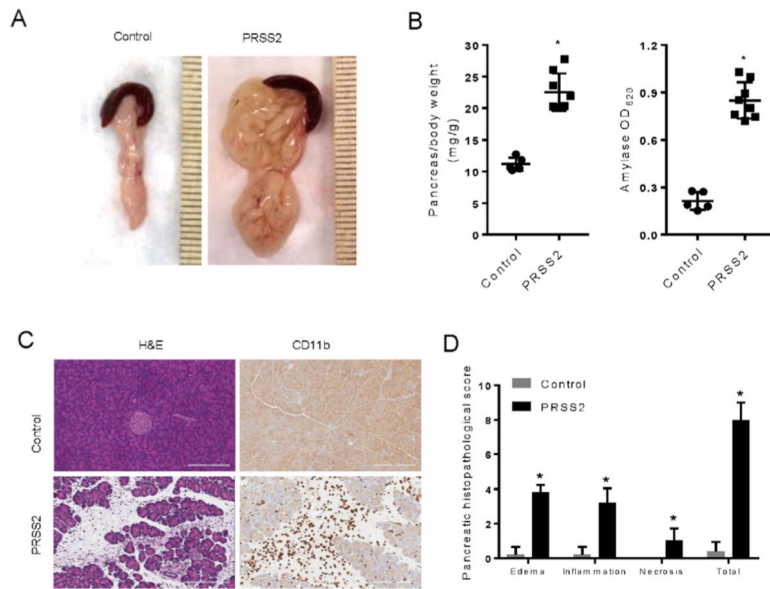 A
Control
PRSS2
B
Pancreas/body weight
(mg/g)
30
25
20
15
10
5
0
*
Control
PRSS2
Amylase OD620
1.2
0.9
0.6
0.3
0.0
*
Control
PRSS2
C
H&E
CD11b
Control
PRSS2
D
Pancreatic histopathological score
10
8
6
4
2
0
Control
PRSS2
*
*
*
*
Edema
Inflammation
Necrosis
Total